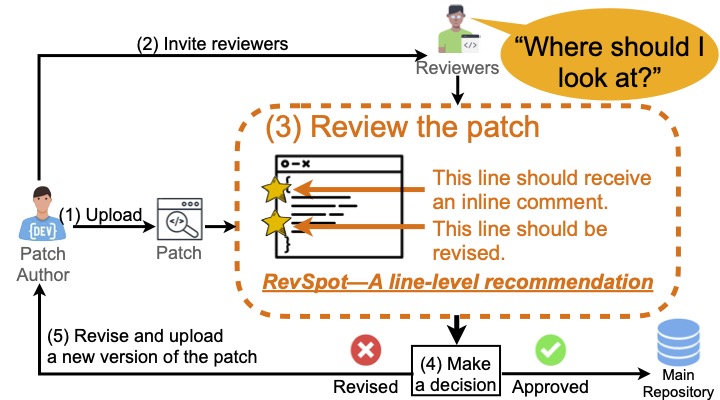 (2) Invite reviewers
Reviewers
“Where should I
look at?”
(3) Review the patch
This line should receive
an inline comment.
This line should be
revised.
RevSpot—A line-level recommendation
(1) Upload
{DEV}
Patch
Author
</>
Patch
</>
(5) Revise and upload
a new version of the patch
Revised
(4) Make
a decision
Approved
Main
Repository